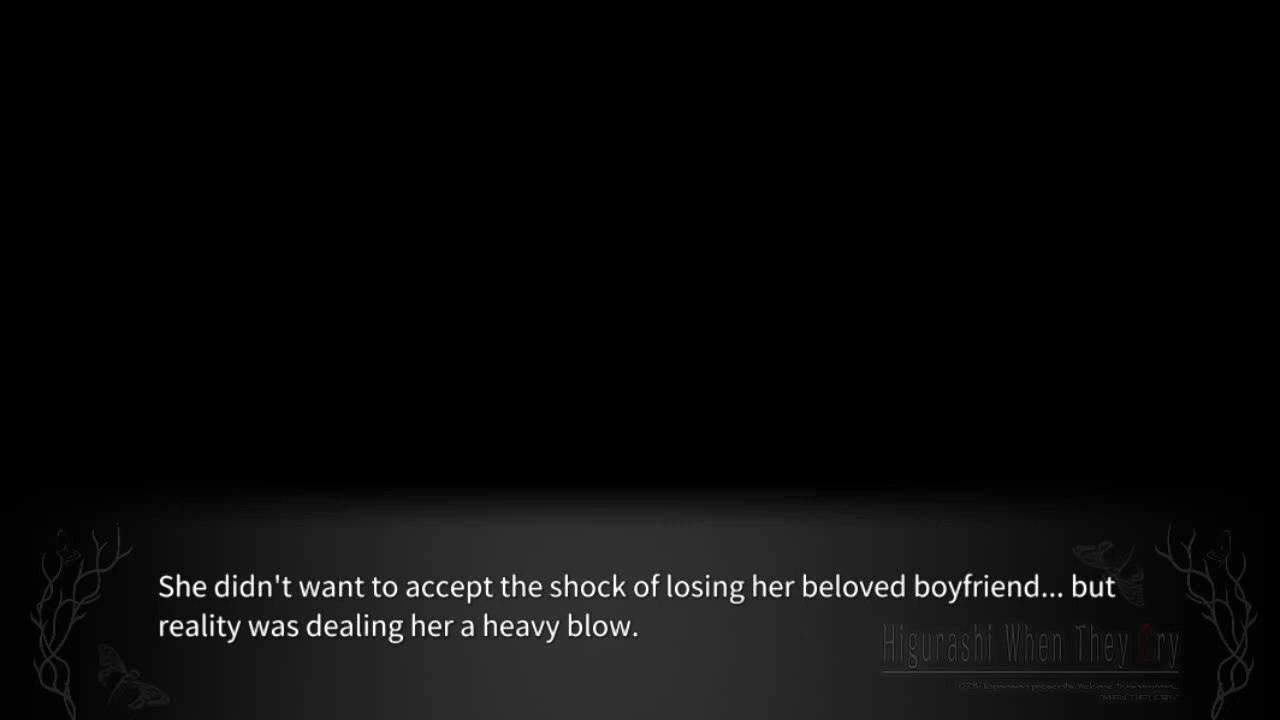 She didn't want to accept the shock of losing her beloved boyfriend... but
reality was dealing her a heavy blow.
Higurashi When They Cry